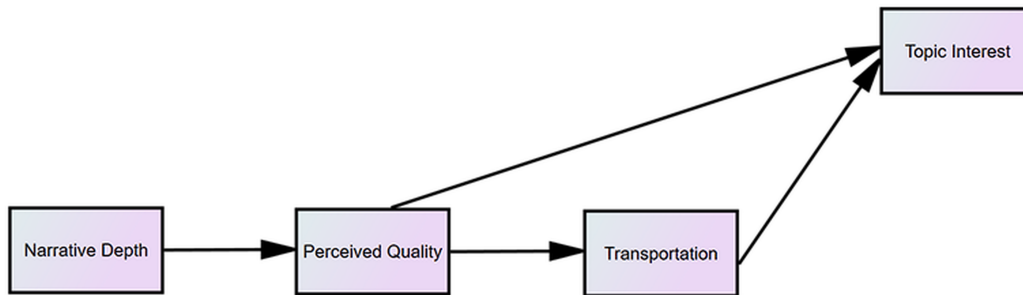 Topic Interest
Narrative Depth
Perceived Quality
Transportation